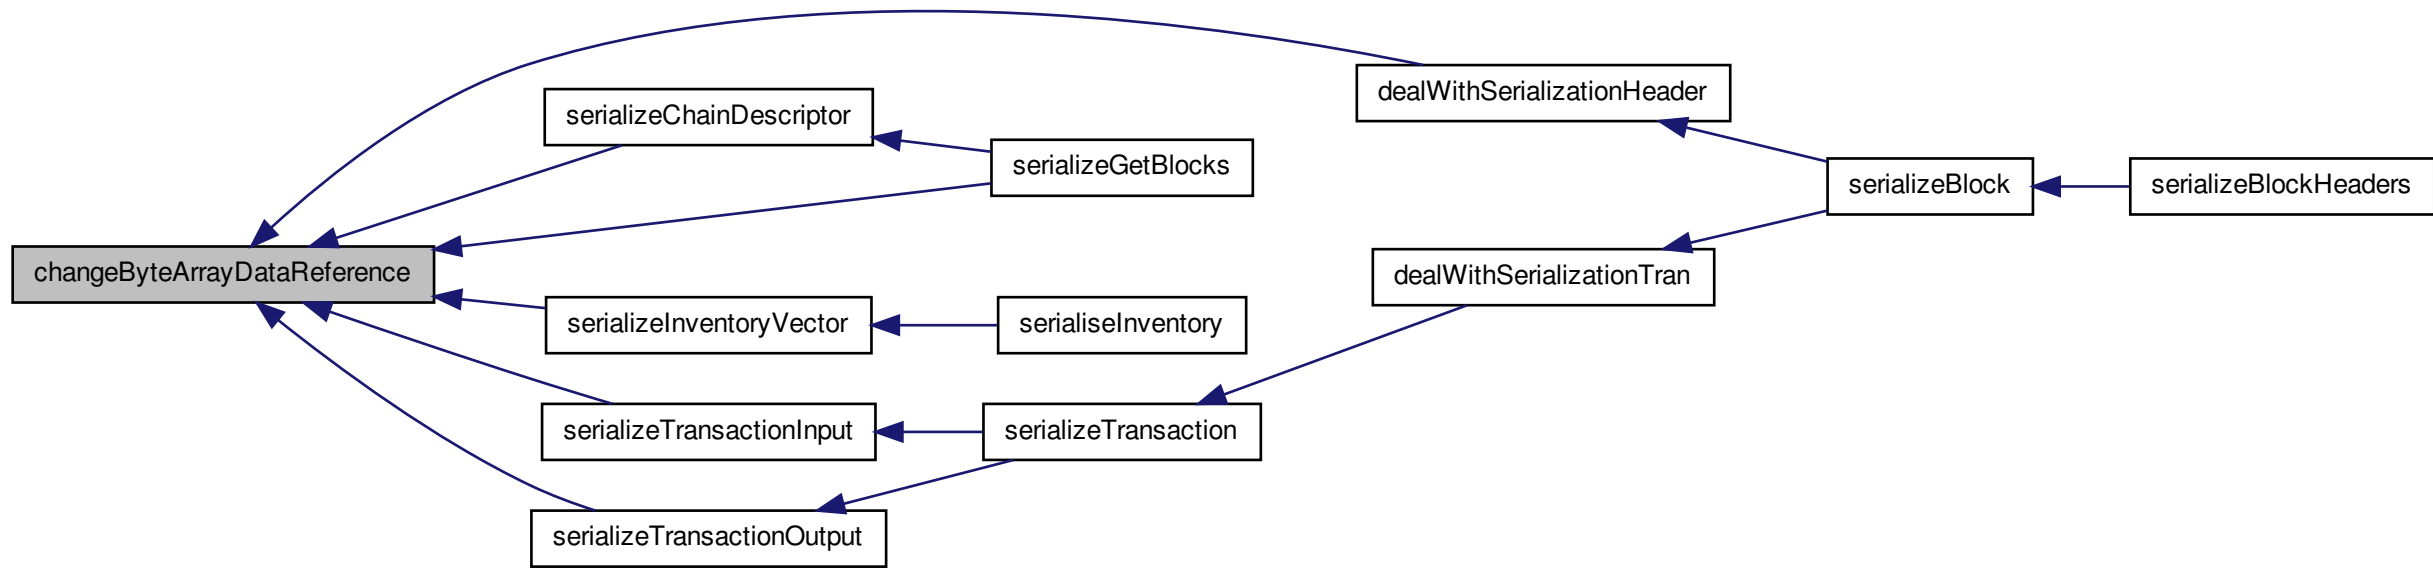 changeByteArrayDataReference
serializeChainDescriptor
serializeGetBlocks
serializeInventoryVector
serialiseInventory
serializeTransactionInput
serializeTransaction
serializeTransactionOutput
dealWithSerializationHeader
dealWithSerializationTran
serializeBlock
serializeBlockHeaders